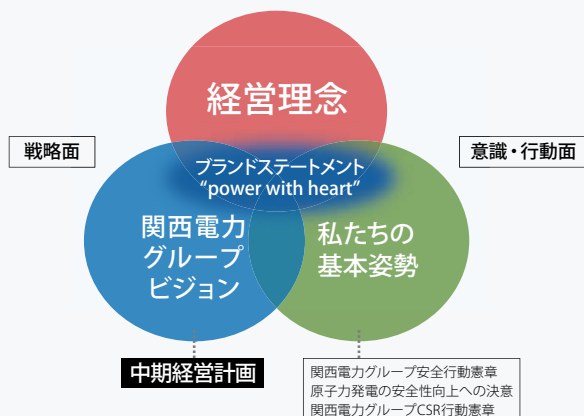 経営理念
戦略面
意識・行動面
ブランドステートメント
“power with heart”
関西電力
グループ
ビジョン
私たちの
基本姿勢
中期経営計画
関西電力グループ安全行動憲章
原子力発電の安全性向上への決意
関西電力グループCSR行動憲章